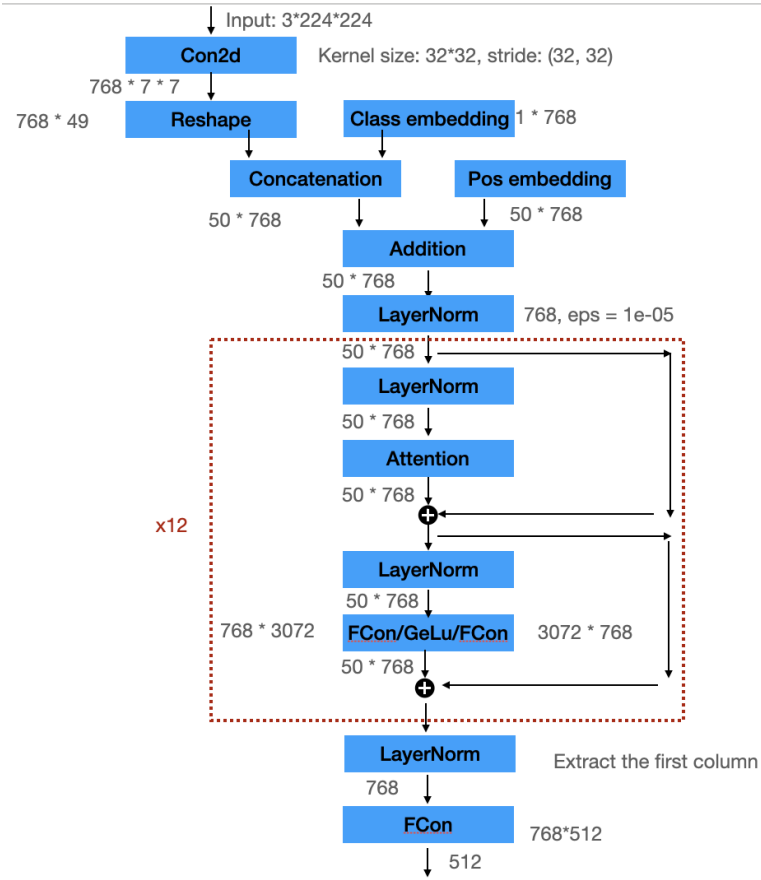 Input: 3*224*224
Con2d
Kernel size: 32*32, stride: (32, 32)
768 * 7 * 7
768 * 49
Reshape
Class embedding
1 * 768
Concatenation
Pos embedding
50 * 768
50 * 768
Addition
50 * 768
LayerNorm
768, eps = 1e-05
50 * 768
LayerNorm
50 * 768
Attention
50 * 768
x12
LayerNorm
50 * 768
768 * 3072
FCon/GeLu/FCon
3072 * 768
50 * 768
LayerNorm
Extract the first column
768
FCon
768*512
512